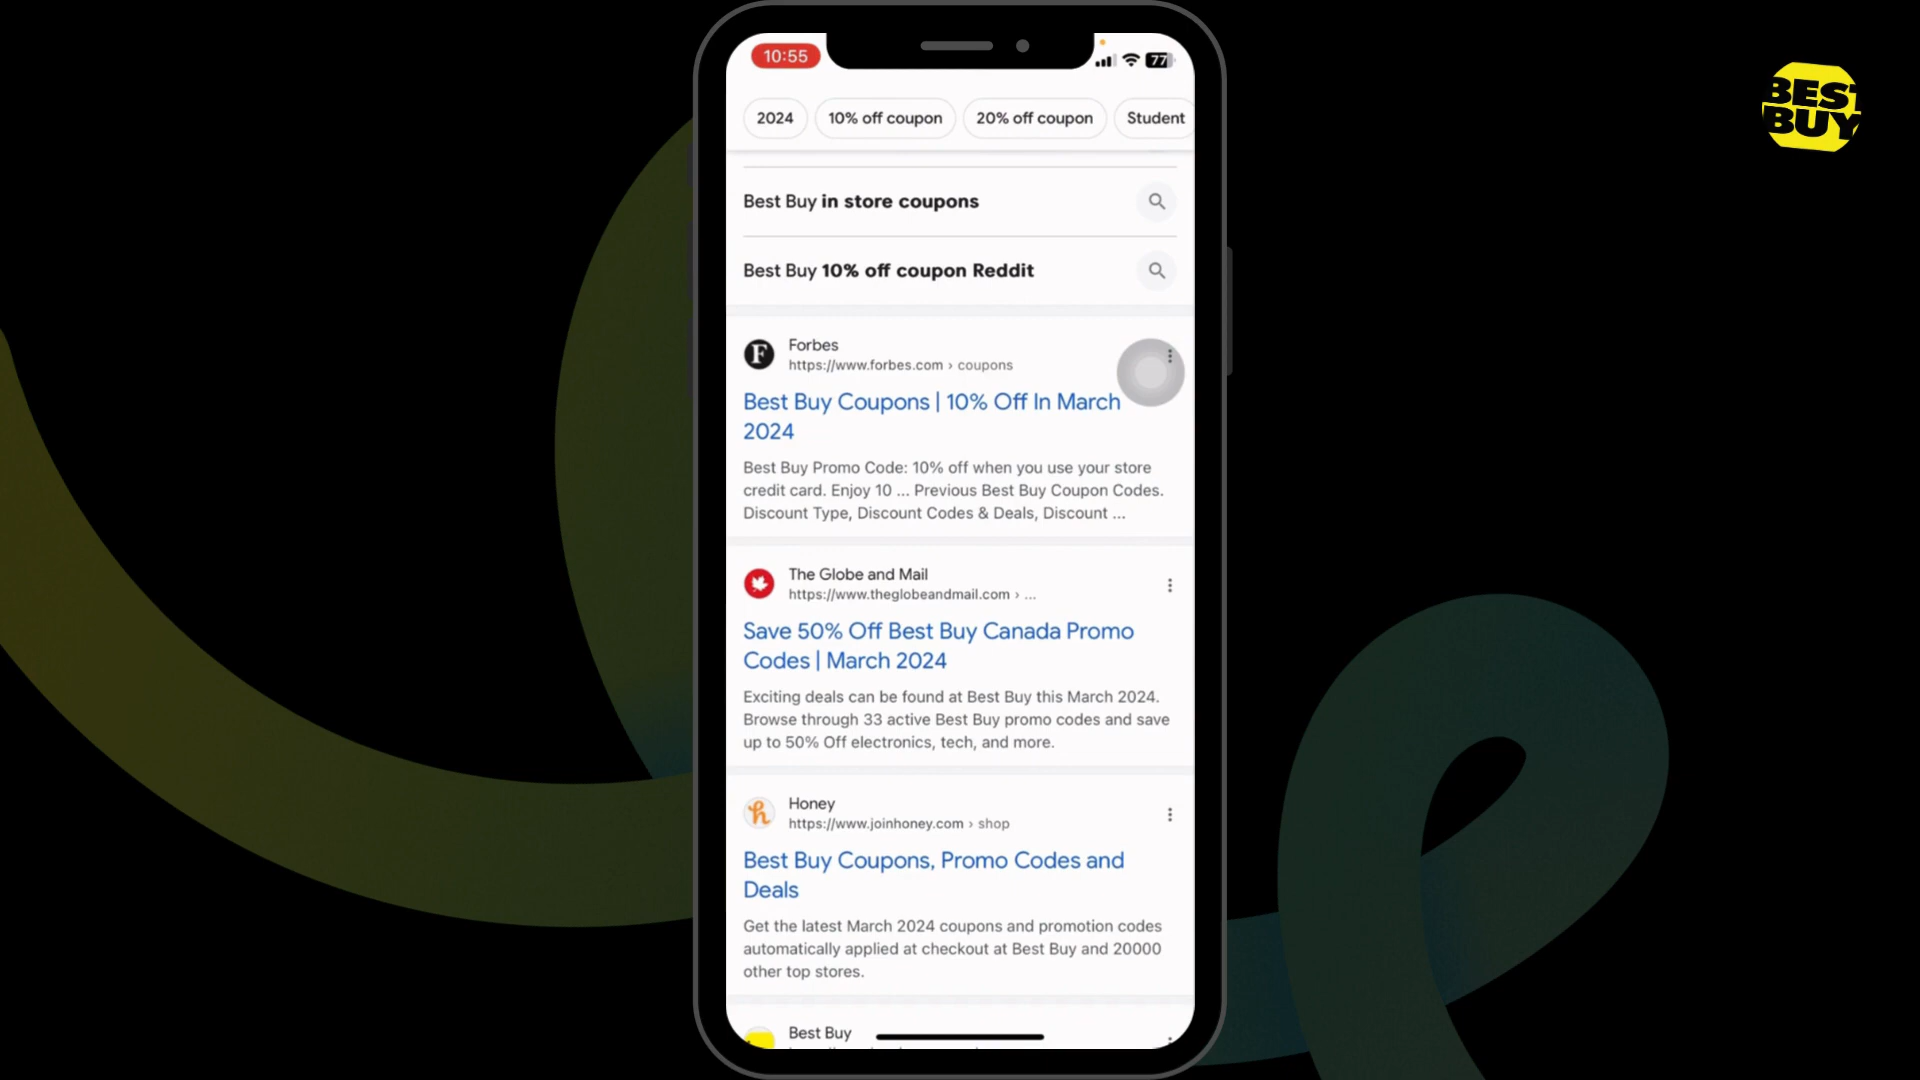 10:55
77
BEST
BUY
2024
10% off coupon
20% off coupon
Student
Best Buy in store coupons
Best Buy 10% off coupon Reddit
F
Forbes
https://www.forbes.com › coupons
Best Buy Coupons | 10% Off In March
2024
Best Buy Promo Code: 10% off when you use your store
credit card. Enjoy 10 ... Previous Best Buy Coupon Codes.
Discount Type, Discount Codes & Deals, Discount ...
The Globe and Mail
https://www.theglobeandmail.com › ...
Save 50% Off Best Buy Canada Promo
Codes | March 2024
Exciting deals can be found at Best Buy this March 2024.
Browse through 33 active Best Buy promo codes and save
up to 50% Off electronics, tech, and more.
h
Honey
https://www.joinhoney.com › shop
Best Buy Coupons, Promo Codes and
Deals
Get the latest March 2024 coupons and promotion codes
automatically applied at checkout at Best Buy and 20000
other top stores.
Best Buy